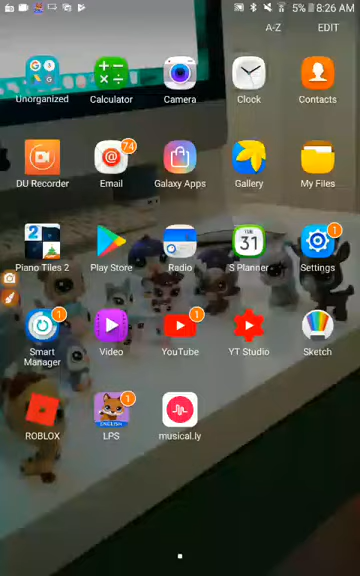 5% 8:26 AM
A-Z EDIT
Unorganized Calculator Camera Clock Contacts
74
DU Recorder Email Galaxy Apps Gallery My Files
2 TUE 31 1
Piano Tiles 2 Play Store Radio S Planner Settings
1 1
Smart Manager Video YouTube YT Studio Sketch
1
ENGLISH
ROBLOX LPS musical.ly